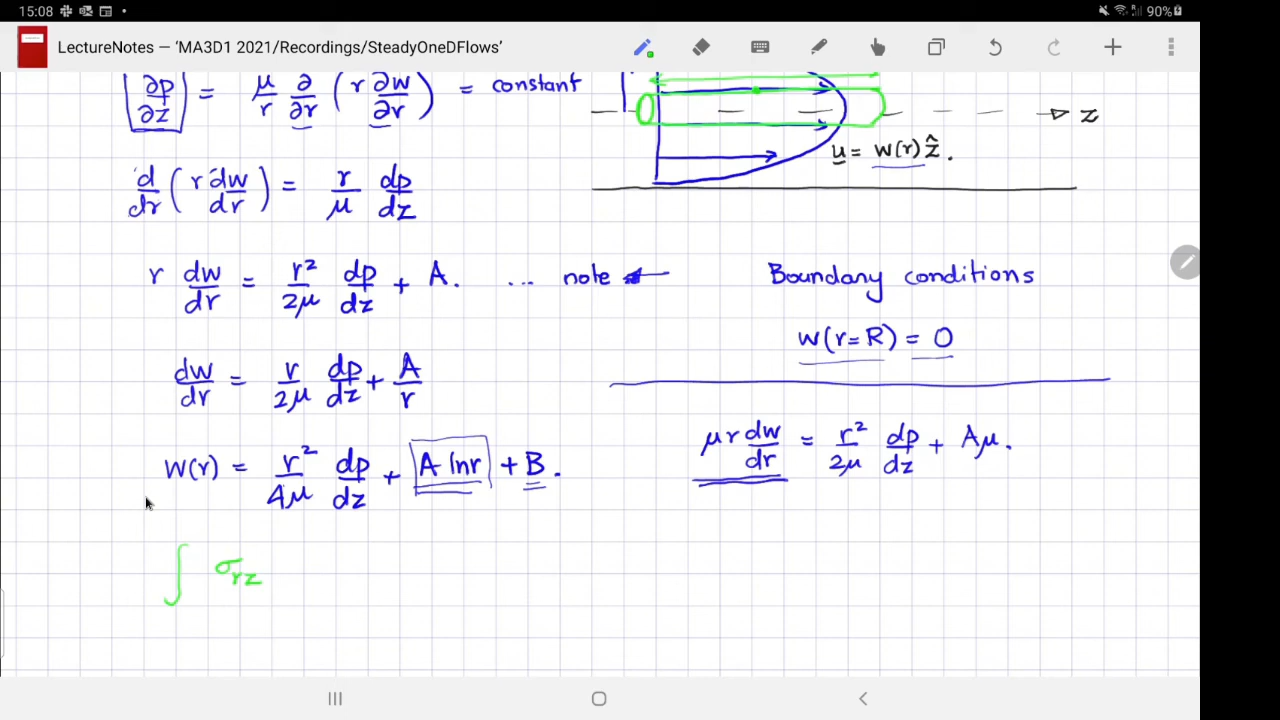 15:08
90%
LectureNotes — ‘MA3D1 2021/Recordings/SteadyOneDFlows’
∂p/∂z = μ/r ∂/∂r (r ∂w/∂r) = constant
z
u = w(r) ẑ.
d/dr (r dw/dr) = r/μ dp/dz
r dw/dr = r²/2μ dp/dz + A. ... note ←
Boundary conditions
w(r=R) = 0
dw/dr = r/2μ dp/dz + A/r
μr dw/dr = r²/2μ dp/dz + Aμ.
W(r) = r²/4μ dp/dz + A lnr + B.
∫ σrz